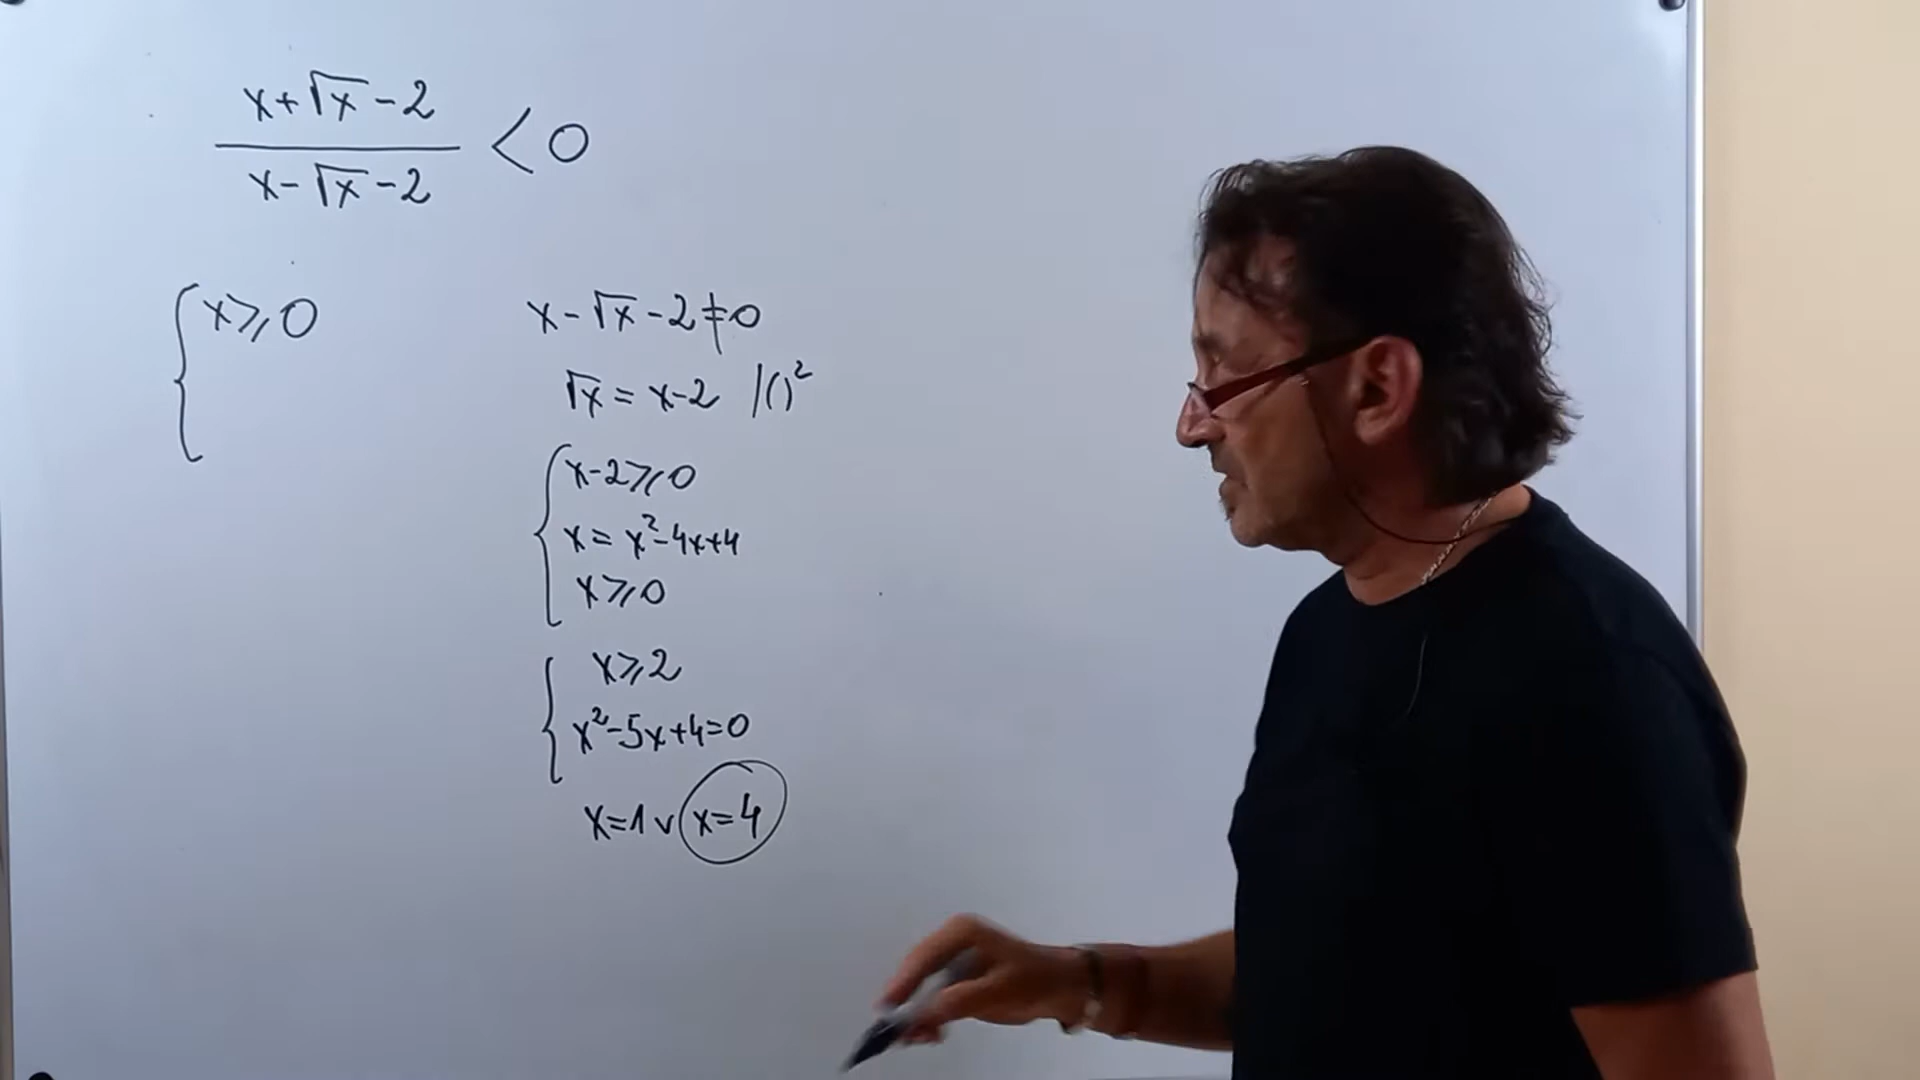 x+√x-2
x-√x-2
< 0
x⩾0
x-√x-2≠0
√x = x-2 |()²
x-2⩾0
x = x²-4x+4
x⩾0
x⩾2
x²-5x+4=0
x=1 v x=4